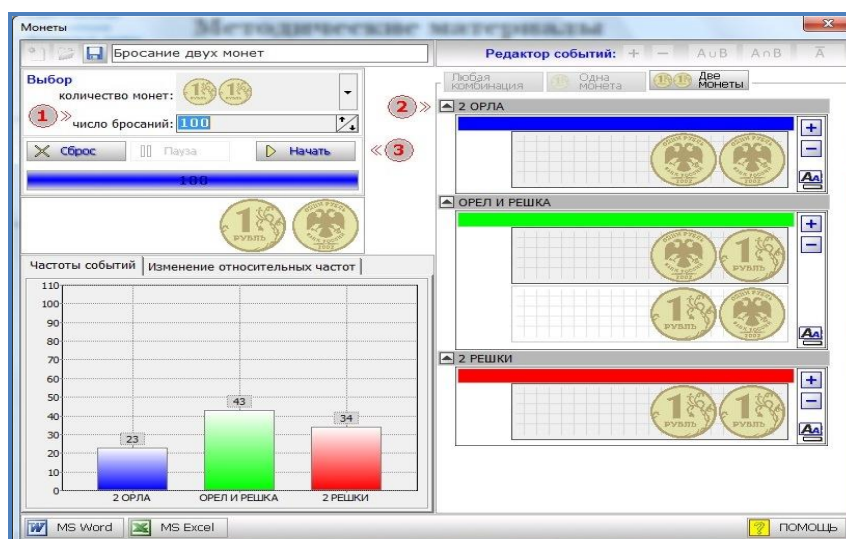 Монеты
Методические материалы
Бросание двух монет
Редактор событий: + − A∪B A∩B A
Выбор
количество монет:
1 »
число бросаний: 100
Сброс
Пауза
Начать
« 3
100
Частоты событий
Изменение относительных частот
110
100
90
80
70
60
50
40
30
20
10
0
23
43
34
2 ОРЛА
ОРЕЛ И РЕШКА
2 РЕШКИ
Любая комбинация
Одна монета
Две монеты
2 »
2 ОРЛА
ОРЕЛ И РЕШКА
2 РЕШКИ
MS Word
MS Excel
ПОМОЩЬ